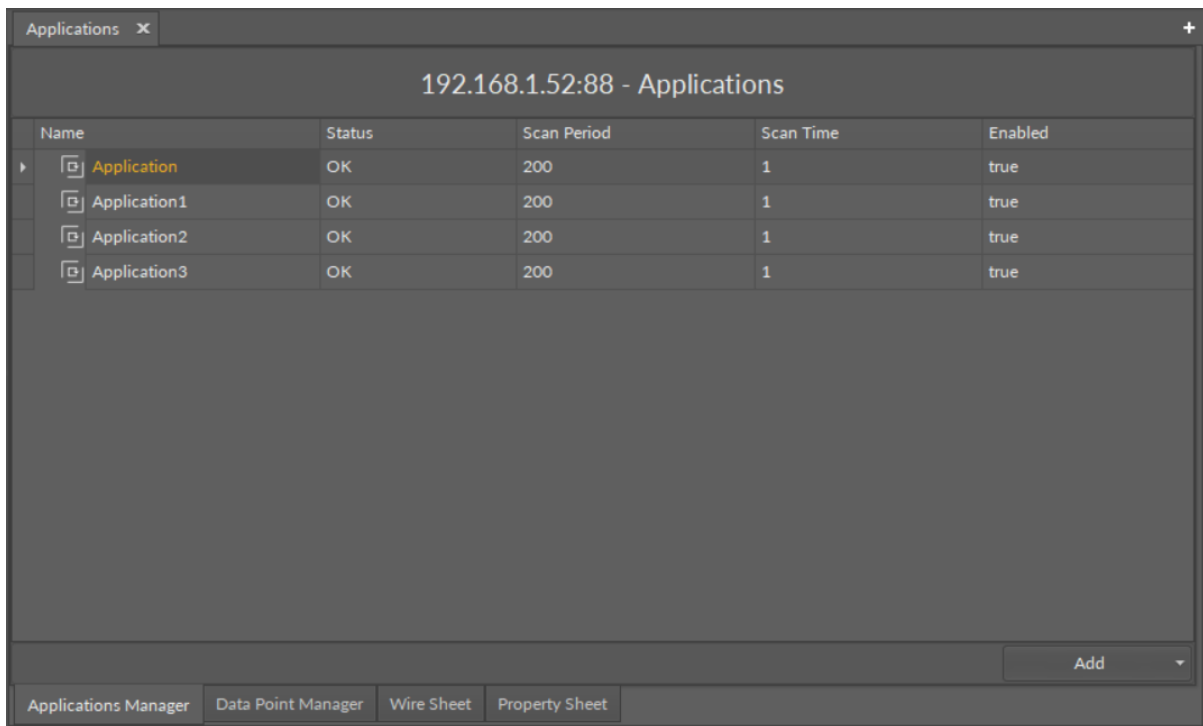 Applications
192.168.1.52:88 - Applications
Name Status Scan Period Scan Time Enabled
Application OK 200 1 true
Application1 OK 200 1 true
Application2 OK 200 1 true
Application3 OK 200 1 true
Add
Applications Manager Data Point Manager Wire Sheet Property Sheet